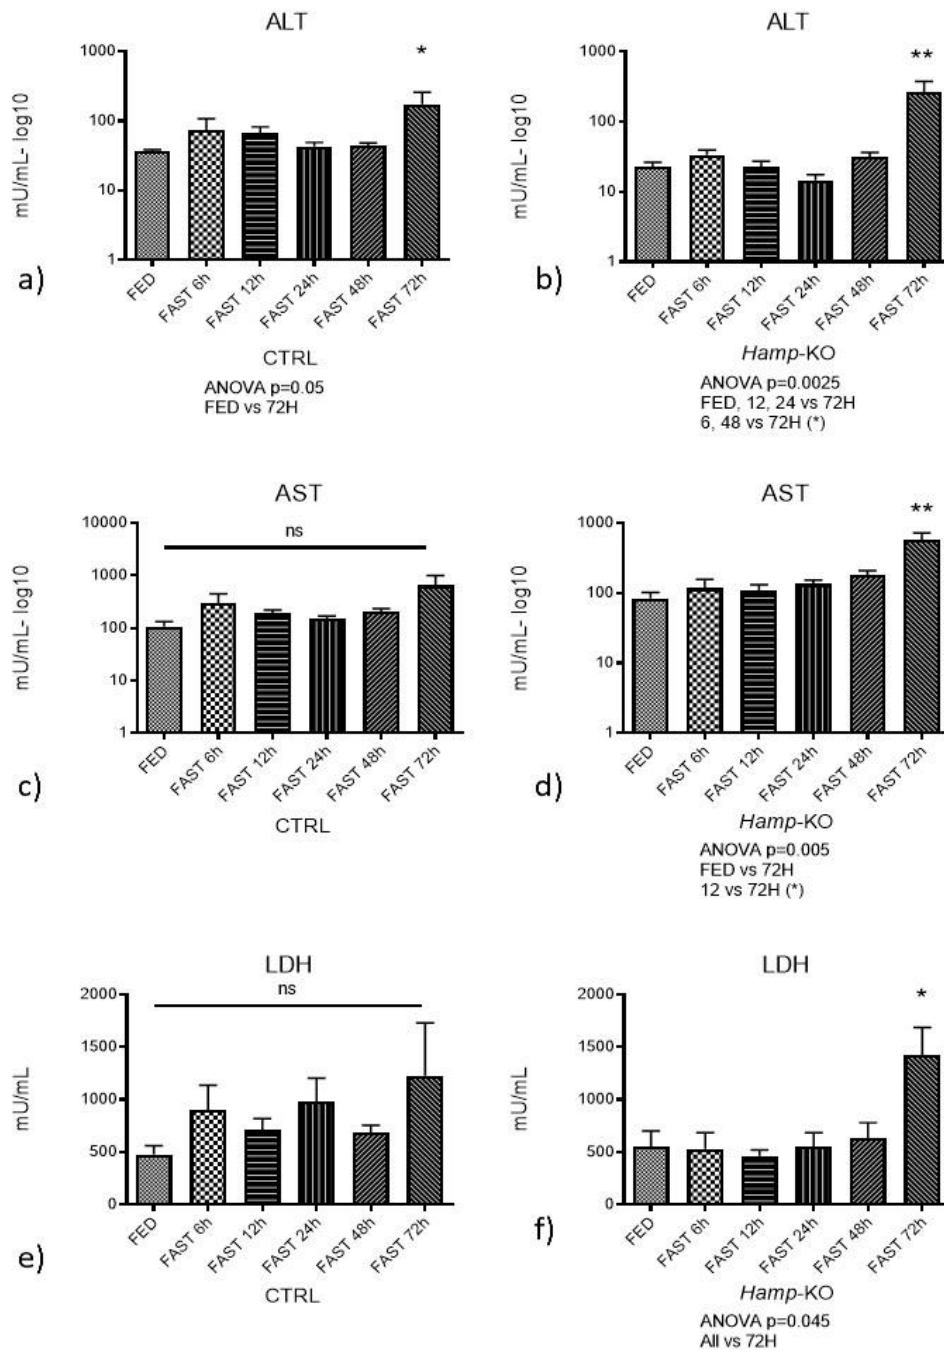 ALT
*
1000
100
10
1
mU/mL- log10
FED
FAST 6h
FAST 12h
FAST 24h
FAST 48h
FAST 72h
a)
CTRL
ANOVA p=0.05
FED vs 72H
ALT
**
1000
100
10
1
mU/mL- log10
FED
FAST 6h
FAST 12h
FAST 24h
FAST 48h
FAST 72h
b)
Hamp-KO
ANOVA p=0.0025
FED, 12, 24 vs 72H
6, 48 vs 72H (*)
AST
ns
10000
1000
100
10
1
mU/mL- log10
FED
FAST 6h
FAST 12h
FAST 24h
FAST 48h
FAST 72h
c)
CTRL
AST
**
1000
100
10
1
mU/mL- log10
FED
FAST 6h
FAST 12h
FAST 24h
FAST 48h
FAST 72h
d)
Hamp-KO
ANOVA p=0.005
FED vs 72H
12 vs 72H (*)
LDH
ns
2000
1500
1000
500
0
mU/mL
FED
FAST 6h
FAST 12h
FAST 24h
FAST 48h
FAST 72h
e)
CTRL
LDH
*
2000
1500
1000
500
0
mU/mL
FED
FAST 6h
FAST 12h
FAST 24h
FAST 48h
FAST 72h
f)
Hamp-KO
ANOVA p=0.045
All vs 72H